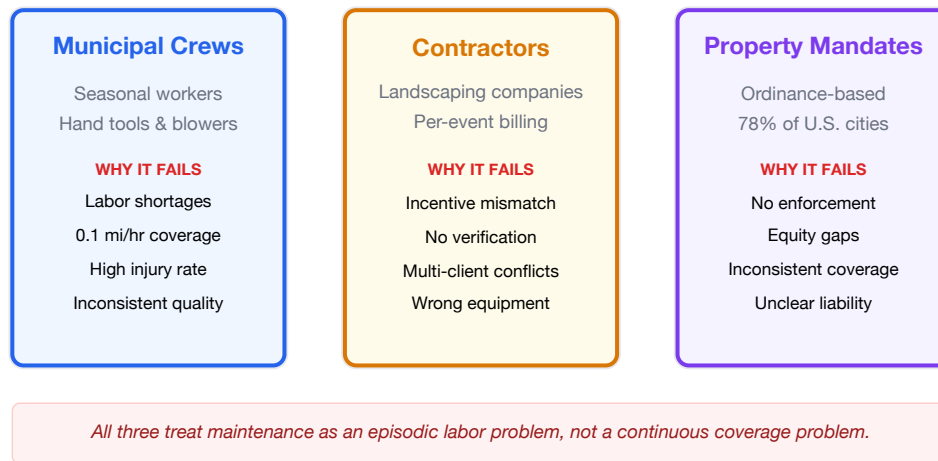 Municipal Crews
Seasonal workers
Hand tools & blowers
WHY IT FAILS
Labor shortages
0.1 mi/hr coverage
High injury rate
Inconsistent quality
Contractors
Landscaping companies
Per-event billing
WHY IT FAILS
Incentive mismatch
No verification
Multi-client conflicts
Wrong equipment
Property Mandates
Ordinance-based
78% of U.S. cities
WHY IT FAILS
No enforcement
Equity gaps
Inconsistent coverage
Unclear liability
All three treat maintenance as an episodic labor problem, not a continuous coverage problem.